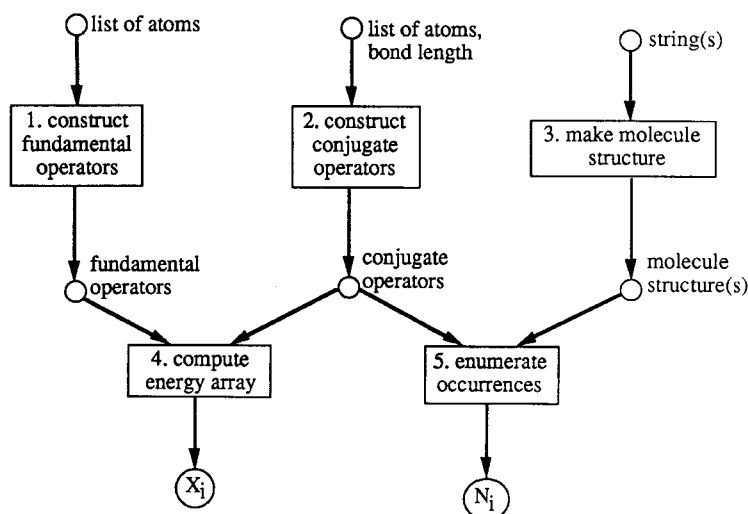 list of atoms
list of atoms,
bond length
string(s)
1. construct
fundamental
operators
2. construct
conjugate
operators
3. make molecule
structure
fundamental
operators
conjugate
operators
molecule
structure(s)
4. compute
energy array
5. enumerate
occurrences
Xi
Ni